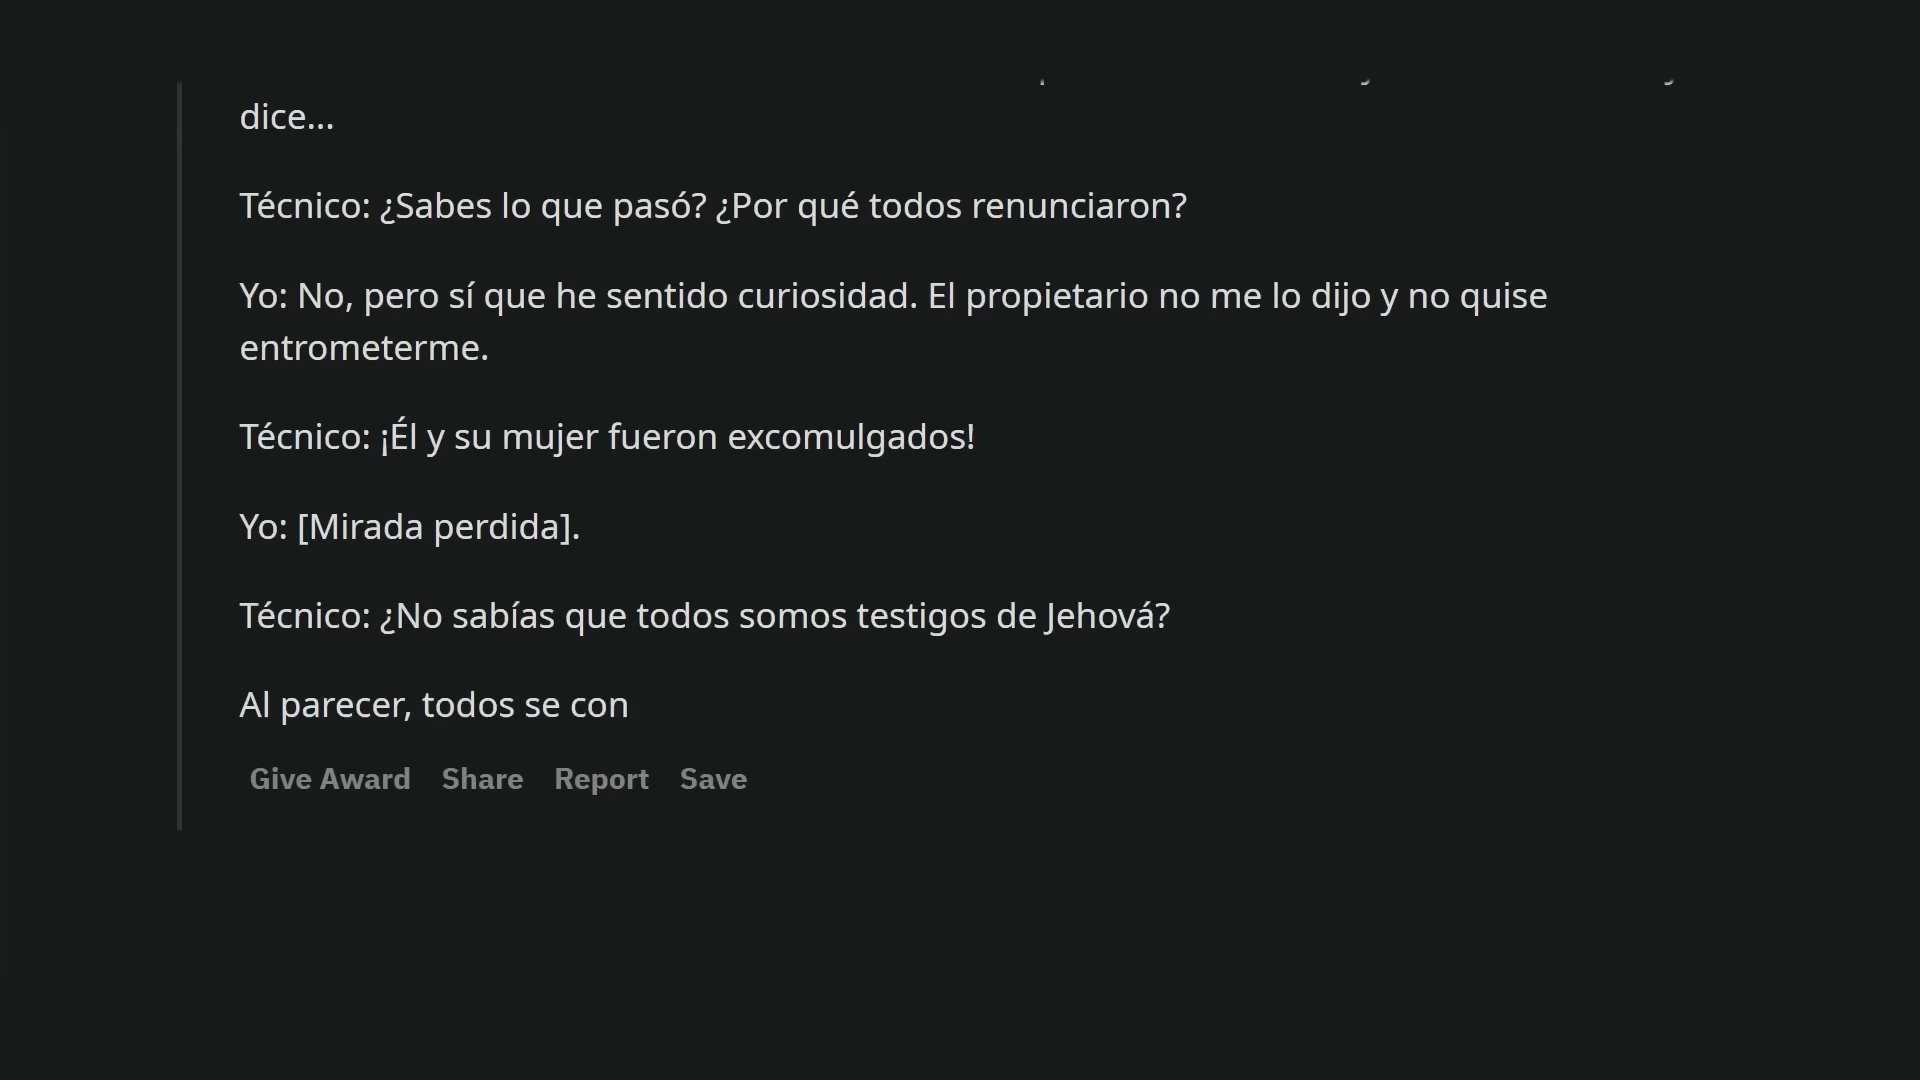 dice...
Técnico: ¿Sabes lo que pasó? ¿Por qué todos renunciaron?
Yo: No, pero sí que he sentido curiosidad. El propietario no me lo dijo y no quise
entrometerme.
Técnico: ¡Él y su mujer fueron excomulgados!
Yo: [Mirada perdida].
Técnico: ¿No sabías que todos somos testigos de Jehová?
Al parecer, todos se con
Give Award Share Report Save